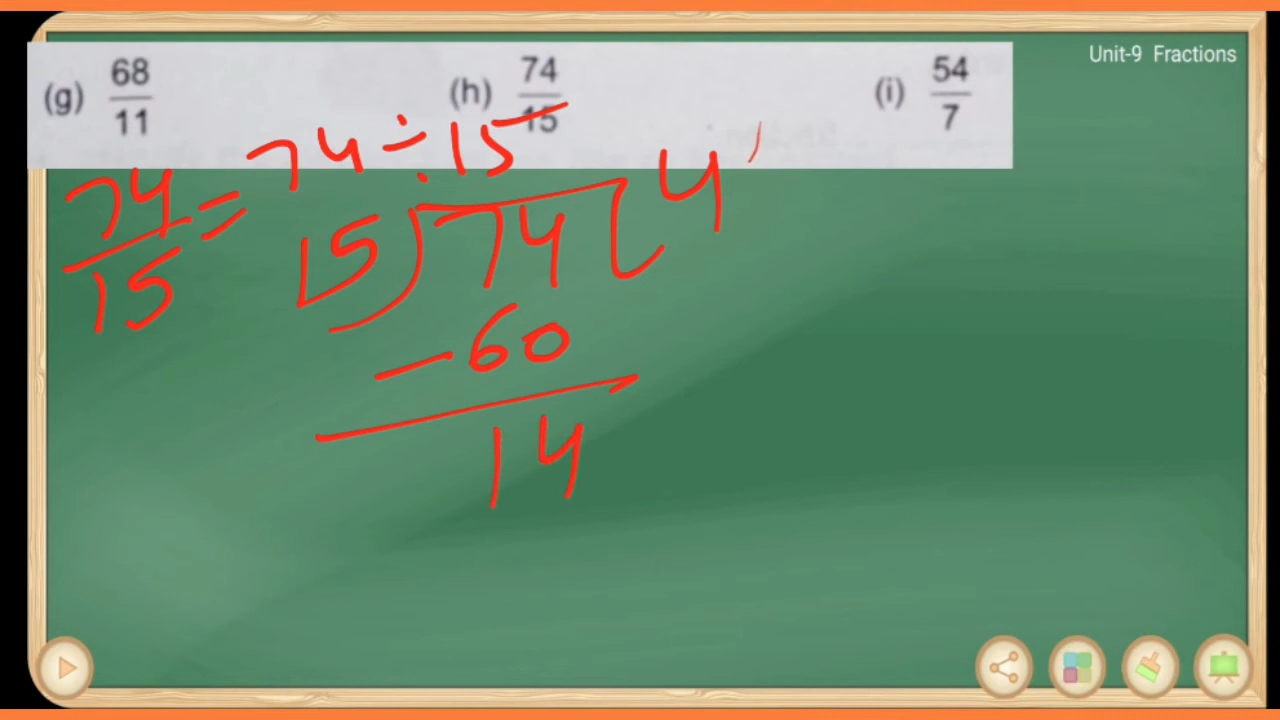 Unit-9 Fractions
(g) 68/11 (h) 74/15 (i) 54/7
74/15 = 74 ÷ 15
15) 74 ( 4
- 60
14